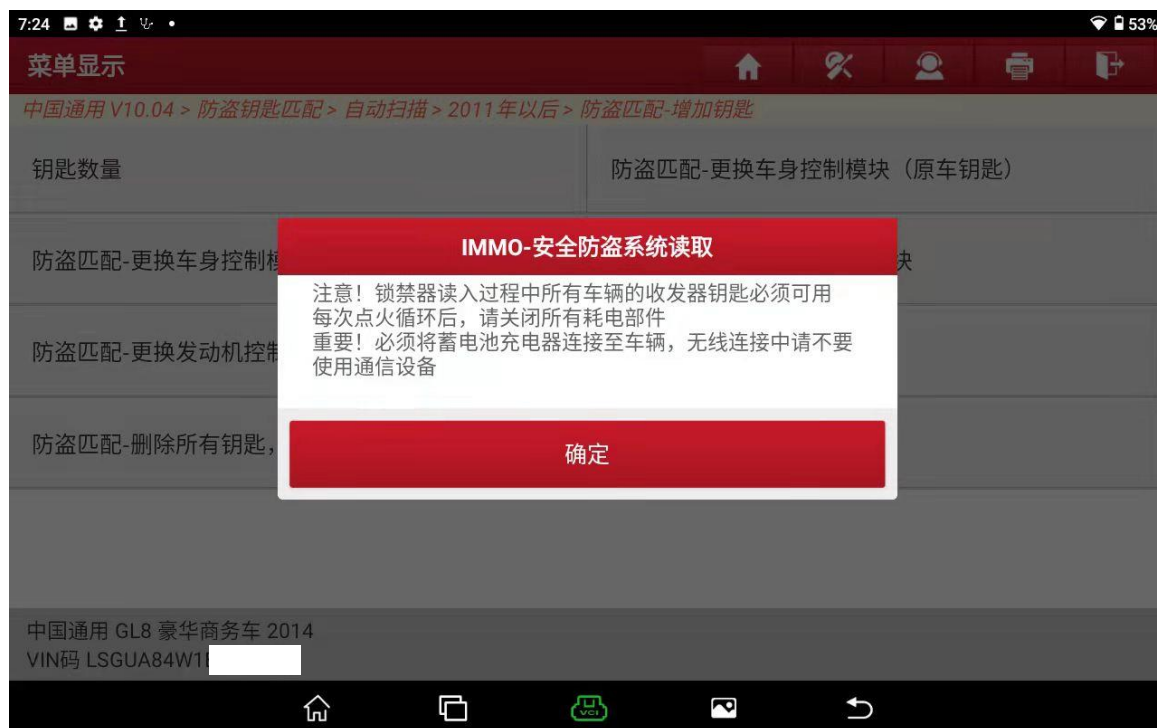 7:24
53%
菜单显示
中国通用 V10.04 > 防盗钥匙匹配 > 自动扫描 > 2011年以后 > 防盗匹配-增加钥匙
钥匙数量
防盗匹配-更换车身控制模块（原车钥匙）
防盗匹配-更换车身控制模
块
防盗匹配-更换发动机控制
防盗匹配-删除所有钥匙，
IMMO-安全防盗系统读取
注意！锁禁器读入过程中所有车辆的收发器钥匙必须可用
每次点火循环后，请关闭所有耗电部件
重要！必须将蓄电池充电器连接至车辆，无线连接中请不要
使用通信设备
确定
中国通用 GL8 豪华商务车 2014
VIN码 LSGUA84W1
VCI